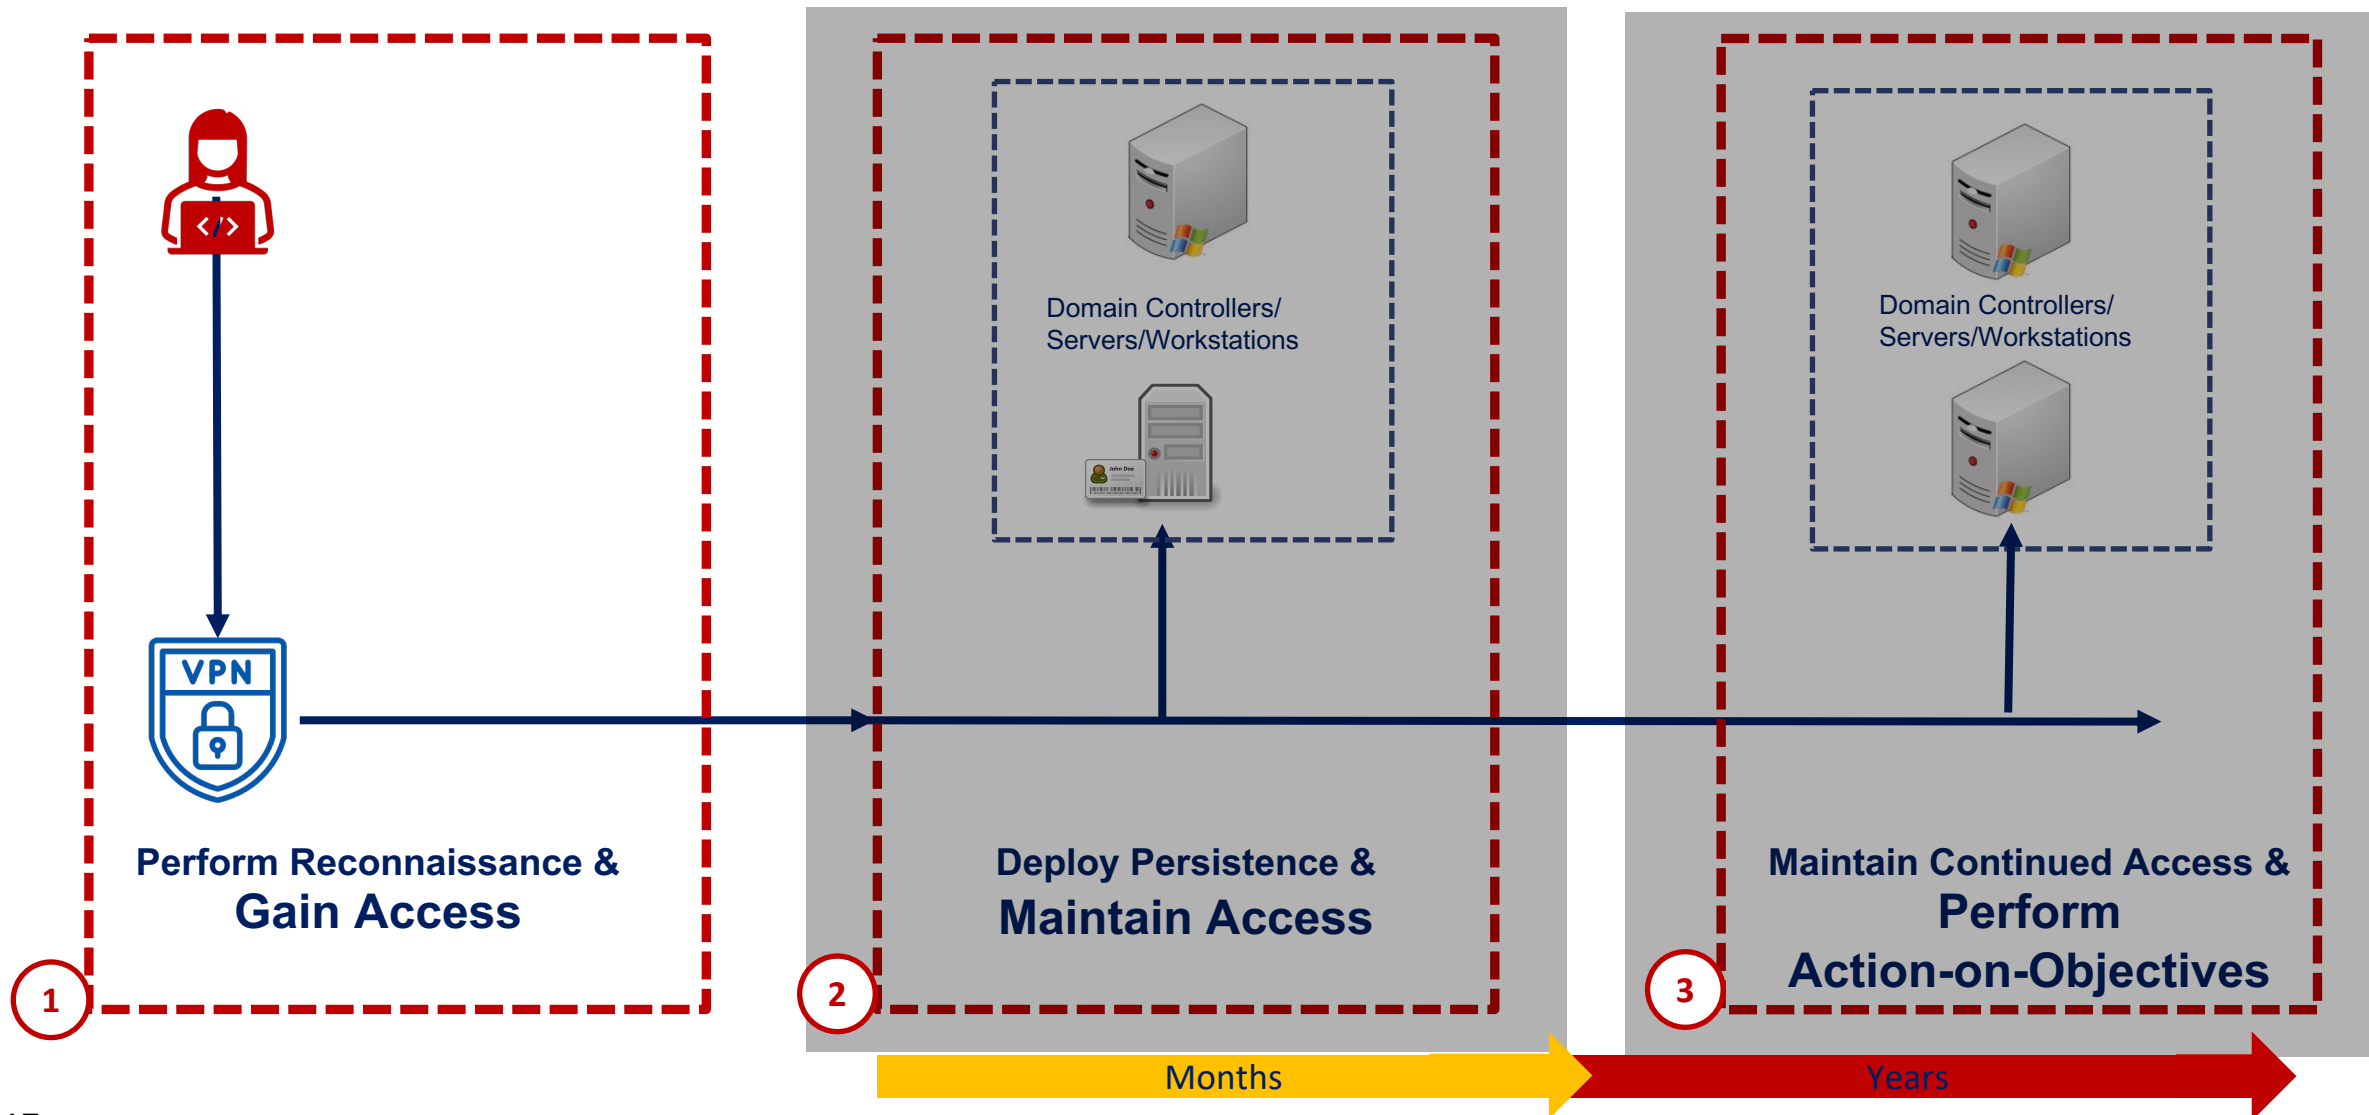 </>
VPN
Perform Reconnaissance &
Gain Access
1
Domain Controllers/
Servers/Workstations
John Doe
Deploy Persistence &
Maintain Access
2
Domain Controllers/
Servers/Workstations
Maintain Continued Access &
Perform
Action-on-Objectives
3
Months
Years